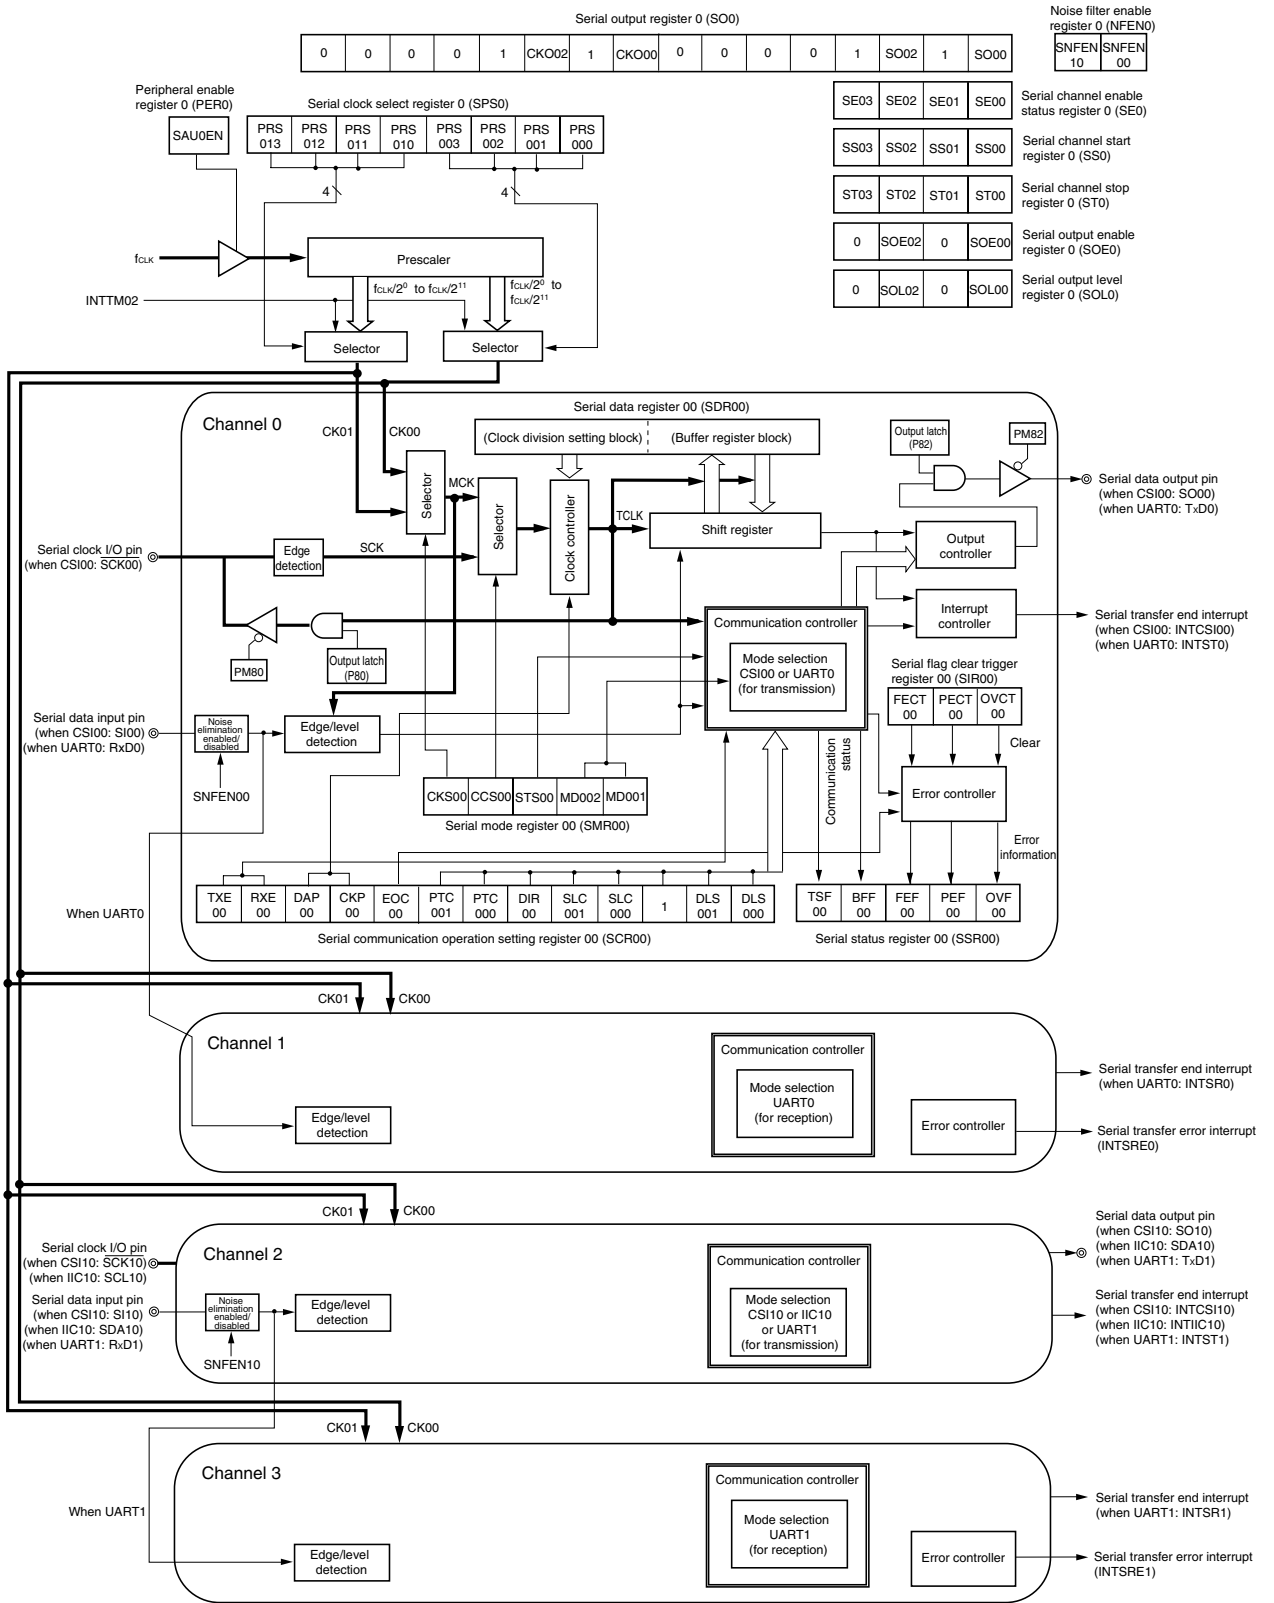 Serial output register 0 (SO0)
0 0 0 0 1 CKO02 1 CKO00 0 0 0 0 1 SO02 1 SO00
Noise filter enable
register 0 (NFEN0)
SNFEN
10
SNFEN
00
Peripheral enable
register 0 (PER0)
SAU0EN
Serial clock select register 0 (SPS0)
PRS
013
PRS
012
PRS
011
PRS
010
PRS
003
PRS
002
PRS
001
PRS
000
4
4
SE03 SE02 SE01 SE00
Serial channel enable
status register 0 (SE0)
SS03 SS02 SS01 SS00
Serial channel start
register 0 (SS0)
ST03 ST02 ST01 ST00
Serial channel stop
register 0 (ST0)
0 SOE02 0 SOE00
Serial output enable
register 0 (SOE0)
0 SOL02 0 SOL00
Serial output level
register 0 (SOL0)
fCLK
Prescaler
fCLK/2⁰ to fCLK/2¹¹
fCLK/2⁰ to
fCLK/2¹¹
INTTM02
Selector
Selector
Channel 0
CK01
CK00
Serial data register 00 (SDR00)
(Clock division setting block)
(Buffer register block)
Output latch
(P82)
PM82
Serial data output pin
(when CSI00: SO00)
(when UART0: TxD0)
Selector
MCK
Selector
Clock controller
TCLK
Shift register
Output
controller
Serial clock I/O pin
(when CSI00: SCK00)
Edge
detection
SCK
Interrupt
controller
Serial transfer end interrupt
(when CSI00: INTCSI00)
(when UART0: INTST0)
PM80
Output latch
(P80)
Communication controller
Mode selection
CSI00 or UART0
(for transmission)
Serial flag clear trigger
register 00 (SIR00)
FECT
00
PECT
00
OVCT
00
Clear
Serial data input pin
(when CSI00: SI00)
(when UART0: RxD0)
Noise
elimination
enabled/
disabled
SNFEN00
Edge/level
detection
Communication
status
Error controller
Error
information
CKS00 CCS00 STS00 MD002 MD001
Serial mode register 00 (SMR00)
When UART0
TXE
00
RXE
00
DAP
00
CKP
00
EOC
00
PTC
001
PTC
000
DIR
00
SLC
001
SLC
000
1
DLS
001
DLS
000
Serial communication operation setting register 00 (SCR00)
TSF
00
BFF
00
FEF
00
PEF
00
OVF
00
Serial status register 00 (SSR00)
CK01
CK00
Channel 1
Communication controller
Mode selection
UART0
(for reception)
Edge/level
detection
Error controller
Serial transfer end interrupt
(when UART0: INTSR0)
Serial transfer error interrupt
(INTSRE0)
CK01
CK00
Channel 2
Serial clock I/O pin
(when CSI10: SCK10)
(when IIC10: SCL10)
Serial data input pin
(when CSI10: SI10)
(when IIC10: SDA10)
(when UART1: RxD1)
Noise
elimination
enabled/
disabled
SNFEN10
Edge/level
detection
Communication controller
Mode selection
CSI10 or IIC10
or UART1
(for transmission)
Serial data output pin
(when CSI10: SO10)
(when IIC10: SDA10)
(when UART1: TxD1)
Serial transfer end interrupt
(when CSI10: INTCSI10)
(when IIC10: INTIIC10)
(when UART1: INTST1)
CK01
CK00
Channel 3
When UART1
Edge/level
detection
Communication controller
Mode selection
UART1
(for reception)
Error controller
Serial transfer end interrupt
(when UART1: INTSR1)
Serial transfer error interrupt
(INTSRE1)